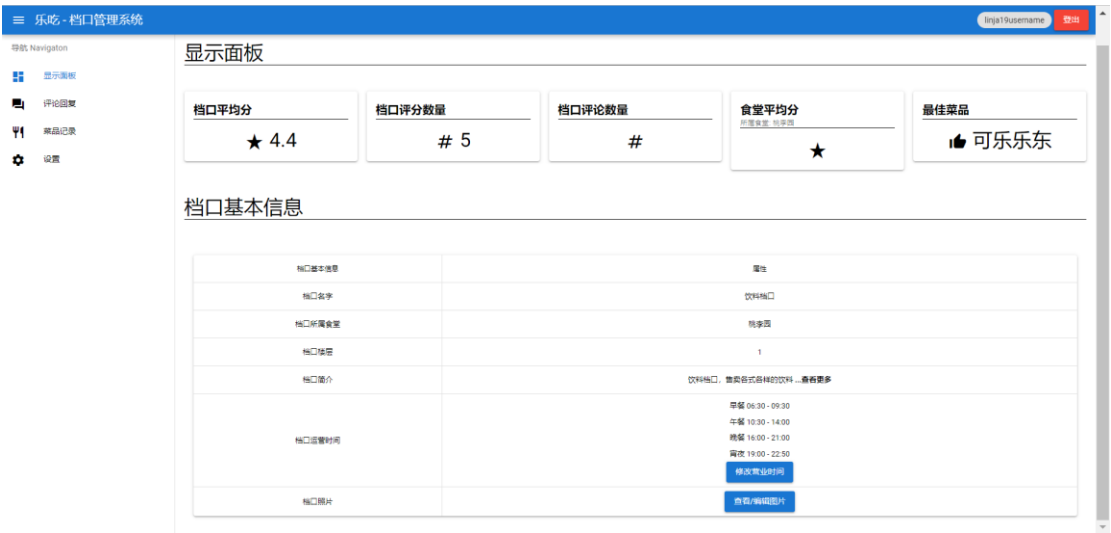 乐吃 - 档口管理系统
linja19username
登出
导航 Navigaton
显示面板
评论回复
菜品记录
设置
显示面板
档口平均分
★ 4.4
档口评分数量
# 5
档口评论数量
#
食堂平均分
所属食堂: 桃李园
★
最佳菜品
可乐乐东
档口基本信息
档口基本信息 属性
档口名字 饮料档口
档口所属食堂 桃李园
档口楼层 1
档口简介 饮料档口，售卖各式各样的饮料 ...查看更多
档口运营时间
早餐 06:30 - 09:30
午餐 10:30 - 14:00
晚餐 16:00 - 21:00
宵夜 19:00 - 22:50
修改营业时间
档口照片 查看/编辑图片